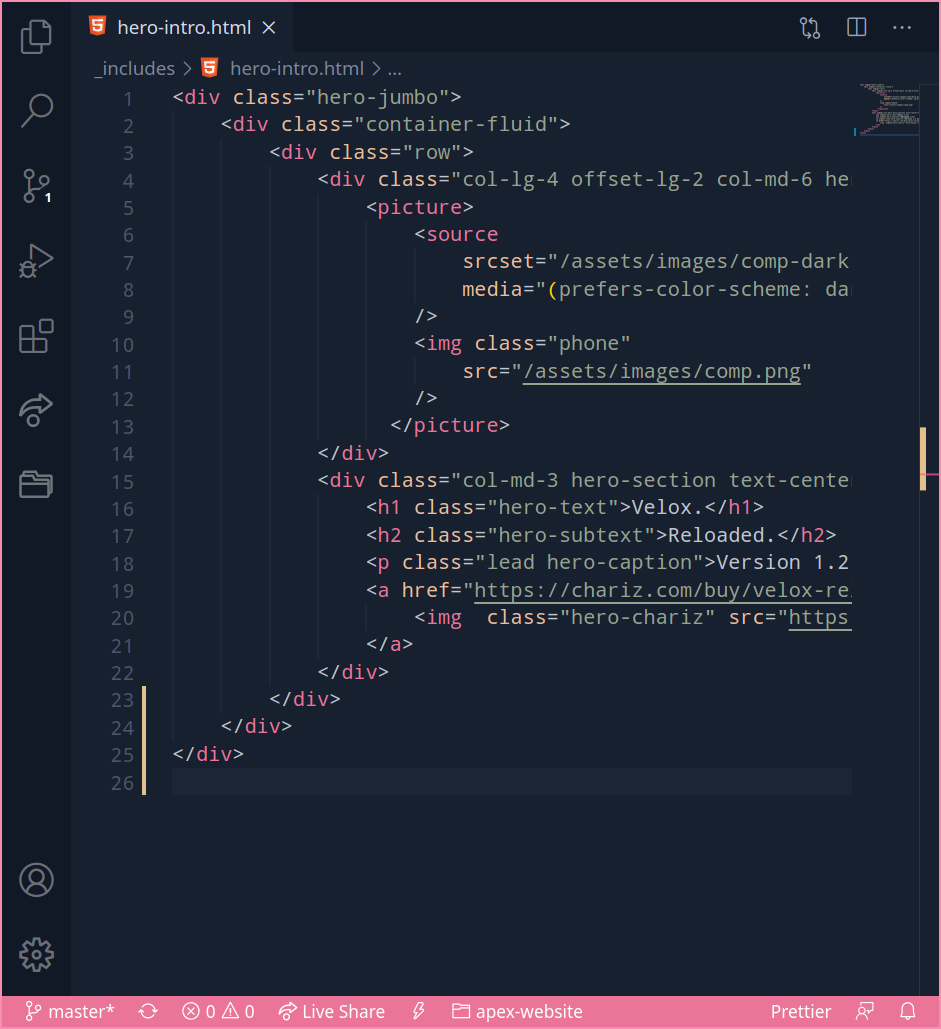 hero-intro.html
_includes > hero-intro.html > ...
1 <div class="hero-jumbo">
2 <div class="container-fluid">
3 <div class="row">
4 <div class="col-lg-4 offset-lg-2 col-md-6 he
5 <picture>
6 <source
7 srcset="/assets/images/comp-dark
8 media="(prefers-color-scheme: da
9 />
10 <img class="phone"
11 src="/assets/images/comp.png"
12 />
13 </picture>
14 </div>
15 <div class="col-md-3 hero-section text-cente
16 <h1 class="hero-text">Velox.</h1>
17 <h2 class="hero-subtext">Reloaded.</h2>
18 <p class="lead hero-caption">Version 1.2
19 <a href="https://chariz.com/buy/velox-re
20 <img  class="hero-chariz" src="https
21 </a>
22 </div>
23 </div>
24 </div>
25 </div>
26
1
master* 0 0 Live Share apex-website Prettier